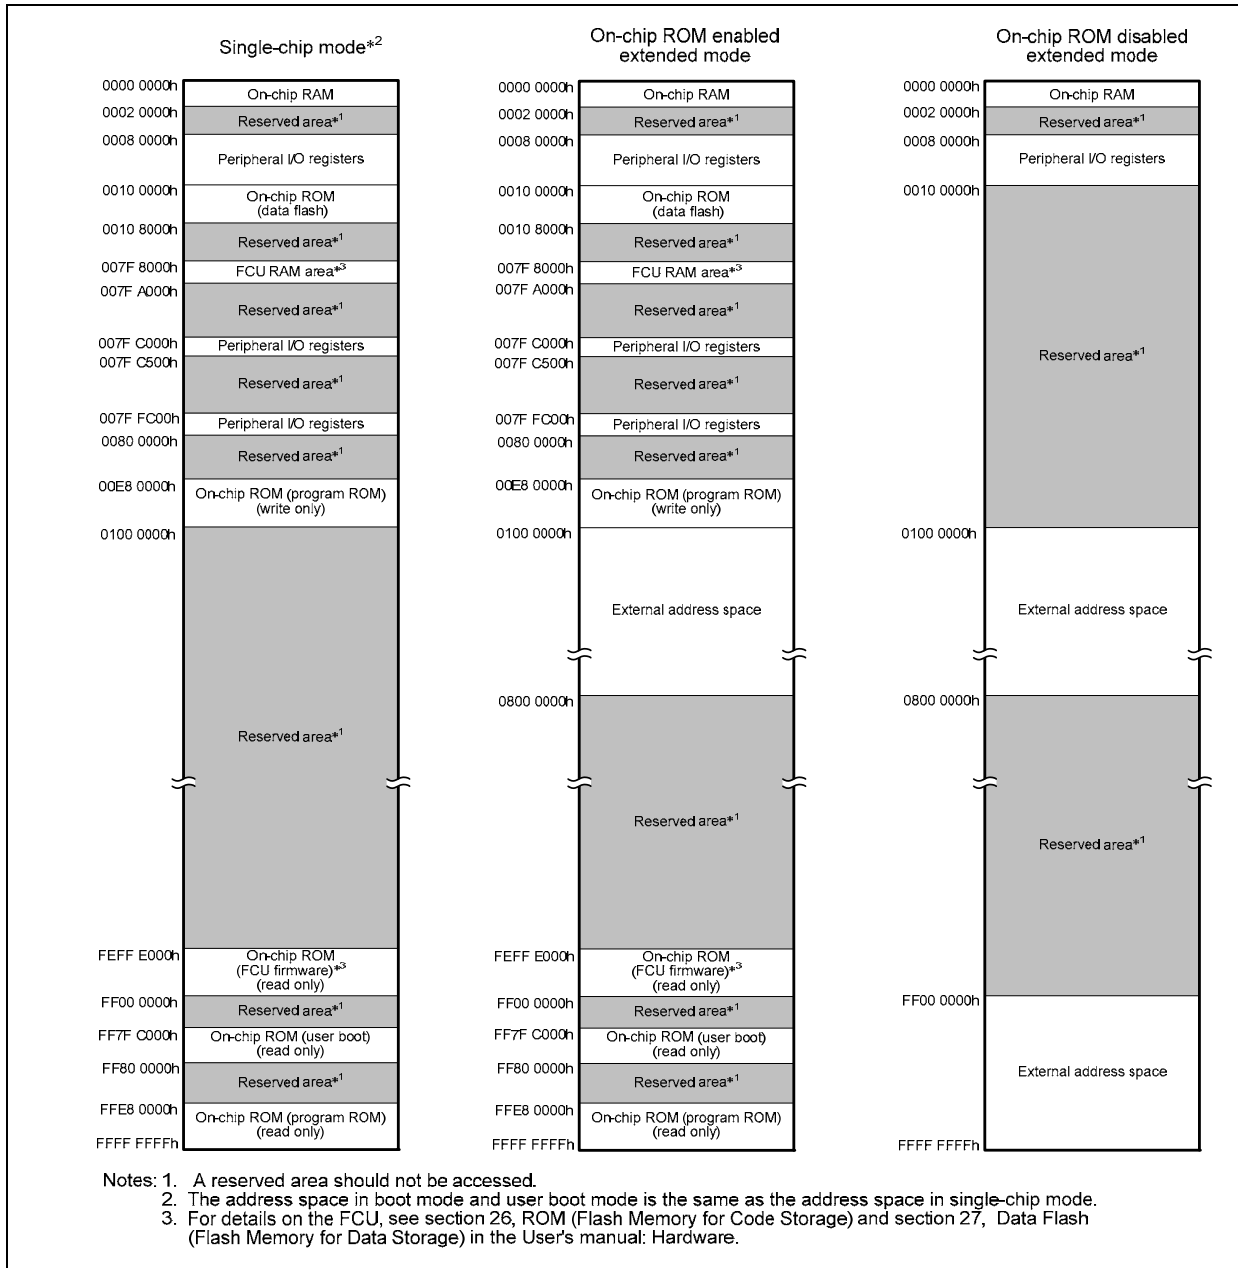 Single-chip mode*2
0000 0000h
On-chip RAM
0002 0000h
Reserved area*1
0008 0000h
Peripheral I/O registers
0010 0000h
On-chip ROM
(data flash)
0010 8000h
Reserved area*1
007F 8000h
FCU RAM area*3
007F A000h
Reserved area*1
007F C000h
Peripheral I/O registers
007F C500h
Reserved area*1
007F FC00h
Peripheral I/O registers
0080 0000h
Reserved area*1
00E8 0000h
On-chip ROM (program ROM)
(write only)
0100 0000h
Reserved area*1
FEFF E000h
On-chip ROM
(FCU firmware)*3
(read only)
FF00 0000h
Reserved area*1
FF7F C000h
On-chip ROM (user boot)
(read only)
FF80 0000h
Reserved area*1
FFE8 0000h
On-chip ROM (program ROM)
(read only)
FFFF FFFFh
On-chip ROM enabled
extended mode
0000 0000h
On-chip RAM
0002 0000h
Reserved area*1
0008 0000h
Peripheral I/O registers
0010 0000h
On-chip ROM
(data flash)
0010 8000h
Reserved area*1
007F 8000h
FCU RAM area*3
007F A000h
Reserved area*1
007F C000h
Peripheral I/O registers
007F C500h
Reserved area*1
007F FC00h
Peripheral I/O registers
0080 0000h
Reserved area*1
00E8 0000h
On-chip ROM (program ROM)
(write only)
0100 0000h
External address space
0800 0000h
Reserved area*1
FEFF E000h
On-chip ROM
(FCU firmware)*3
(read only)
FF00 0000h
Reserved area*1
FF7F C000h
On-chip ROM (user boot)
(read only)
FF80 0000h
Reserved area*1
FFE8 0000h
On-chip ROM (program ROM)
(read only)
FFFF FFFFh
On-chip ROM disabled
extended mode
0000 0000h
On-chip RAM
0002 0000h
Reserved area*1
0008 0000h
Peripheral I/O registers
0010 0000h
Reserved area*1
0100 0000h
External address space
0800 0000h
Reserved area*1
FF00 0000h
External address space
FFFF FFFFh
Notes: 1. A reserved area should not be accessed.
2. The address space in boot mode and user boot mode is the same as the address space in single-chip mode.
3. For details on the FCU, see section 26, ROM (Flash Memory for Code Storage) and section 27, Data Flash
(Flash Memory for Data Storage) in the User's manual: Hardware.